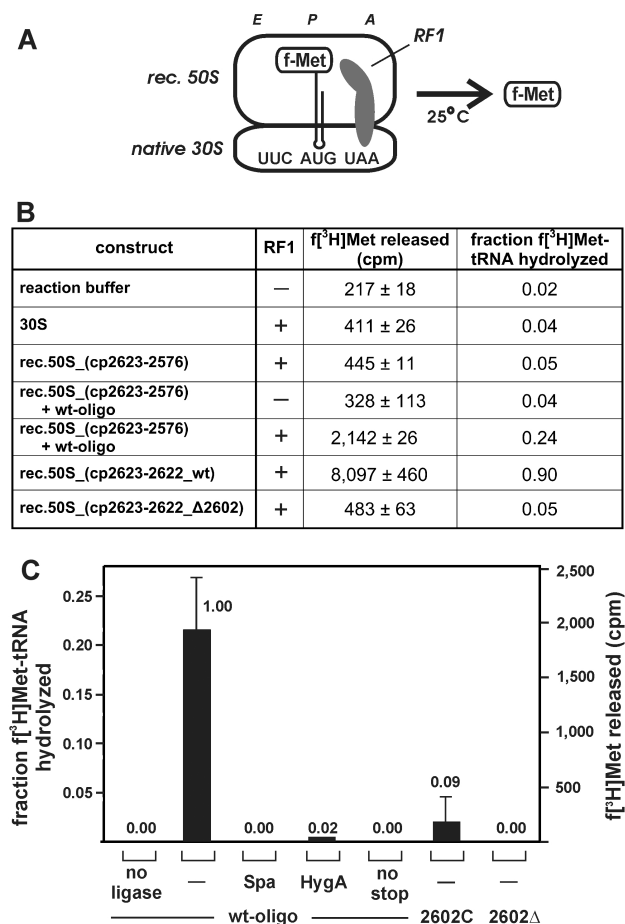 A
E P A
RF1
f-Met
rec. 50S
25°C
f-Met
native 30S
UUC AUG UAA
B
construct RF1 f[³H]Met released (cpm) fraction f[³H]Met-tRNA hydrolyzed
reaction buffer — 217 ± 18 0.02
30S + 411 ± 26 0.04
rec.50S_(cp2623-2576) + 445 ± 11 0.05
rec.50S_(cp2623-2576) + wt-oligo — 328 ± 113 0.04
rec.50S_(cp2623-2576) + wt-oligo + 2,142 ± 26 0.24
rec.50S_(cp2623-2622_wt) + 8,097 ± 460 0.90
rec.50S_(cp2623-2622_Δ2602) + 483 ± 63 0.05
C
fraction f[³H]Met-tRNA
hydrolyzed
0.25
0.20
0.15
0.10
0.05
2,500
2,000
1,500
1,000
500
f[³H]Met released (cpm)
0.00 1.00 0.00 0.02 0.00 0.09 0.00
no ligase — Spa HygA no stop — —
wt-oligo 2602C 2602Δ